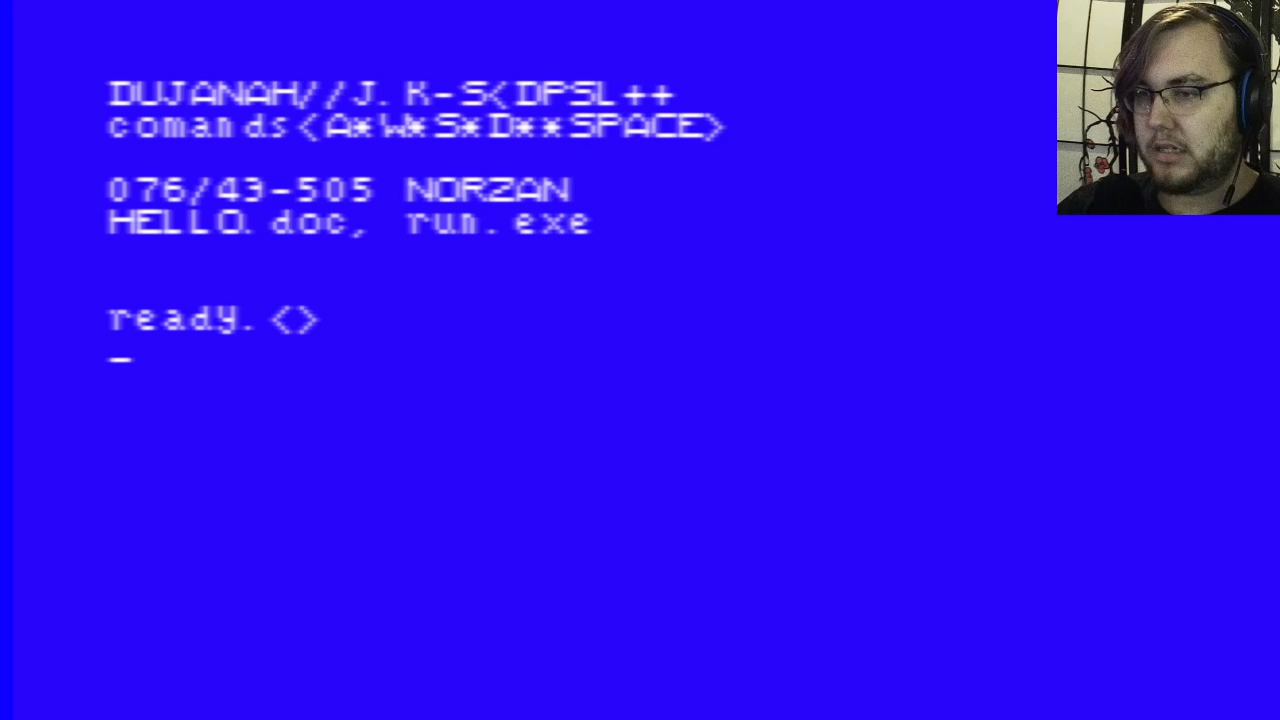 DUJANAH//J. K-S<DPSL++
comands<A*W*S*D**SPACE>
076/43-505 NORZAN
HELLO.doc, run.exe
ready.<>
_